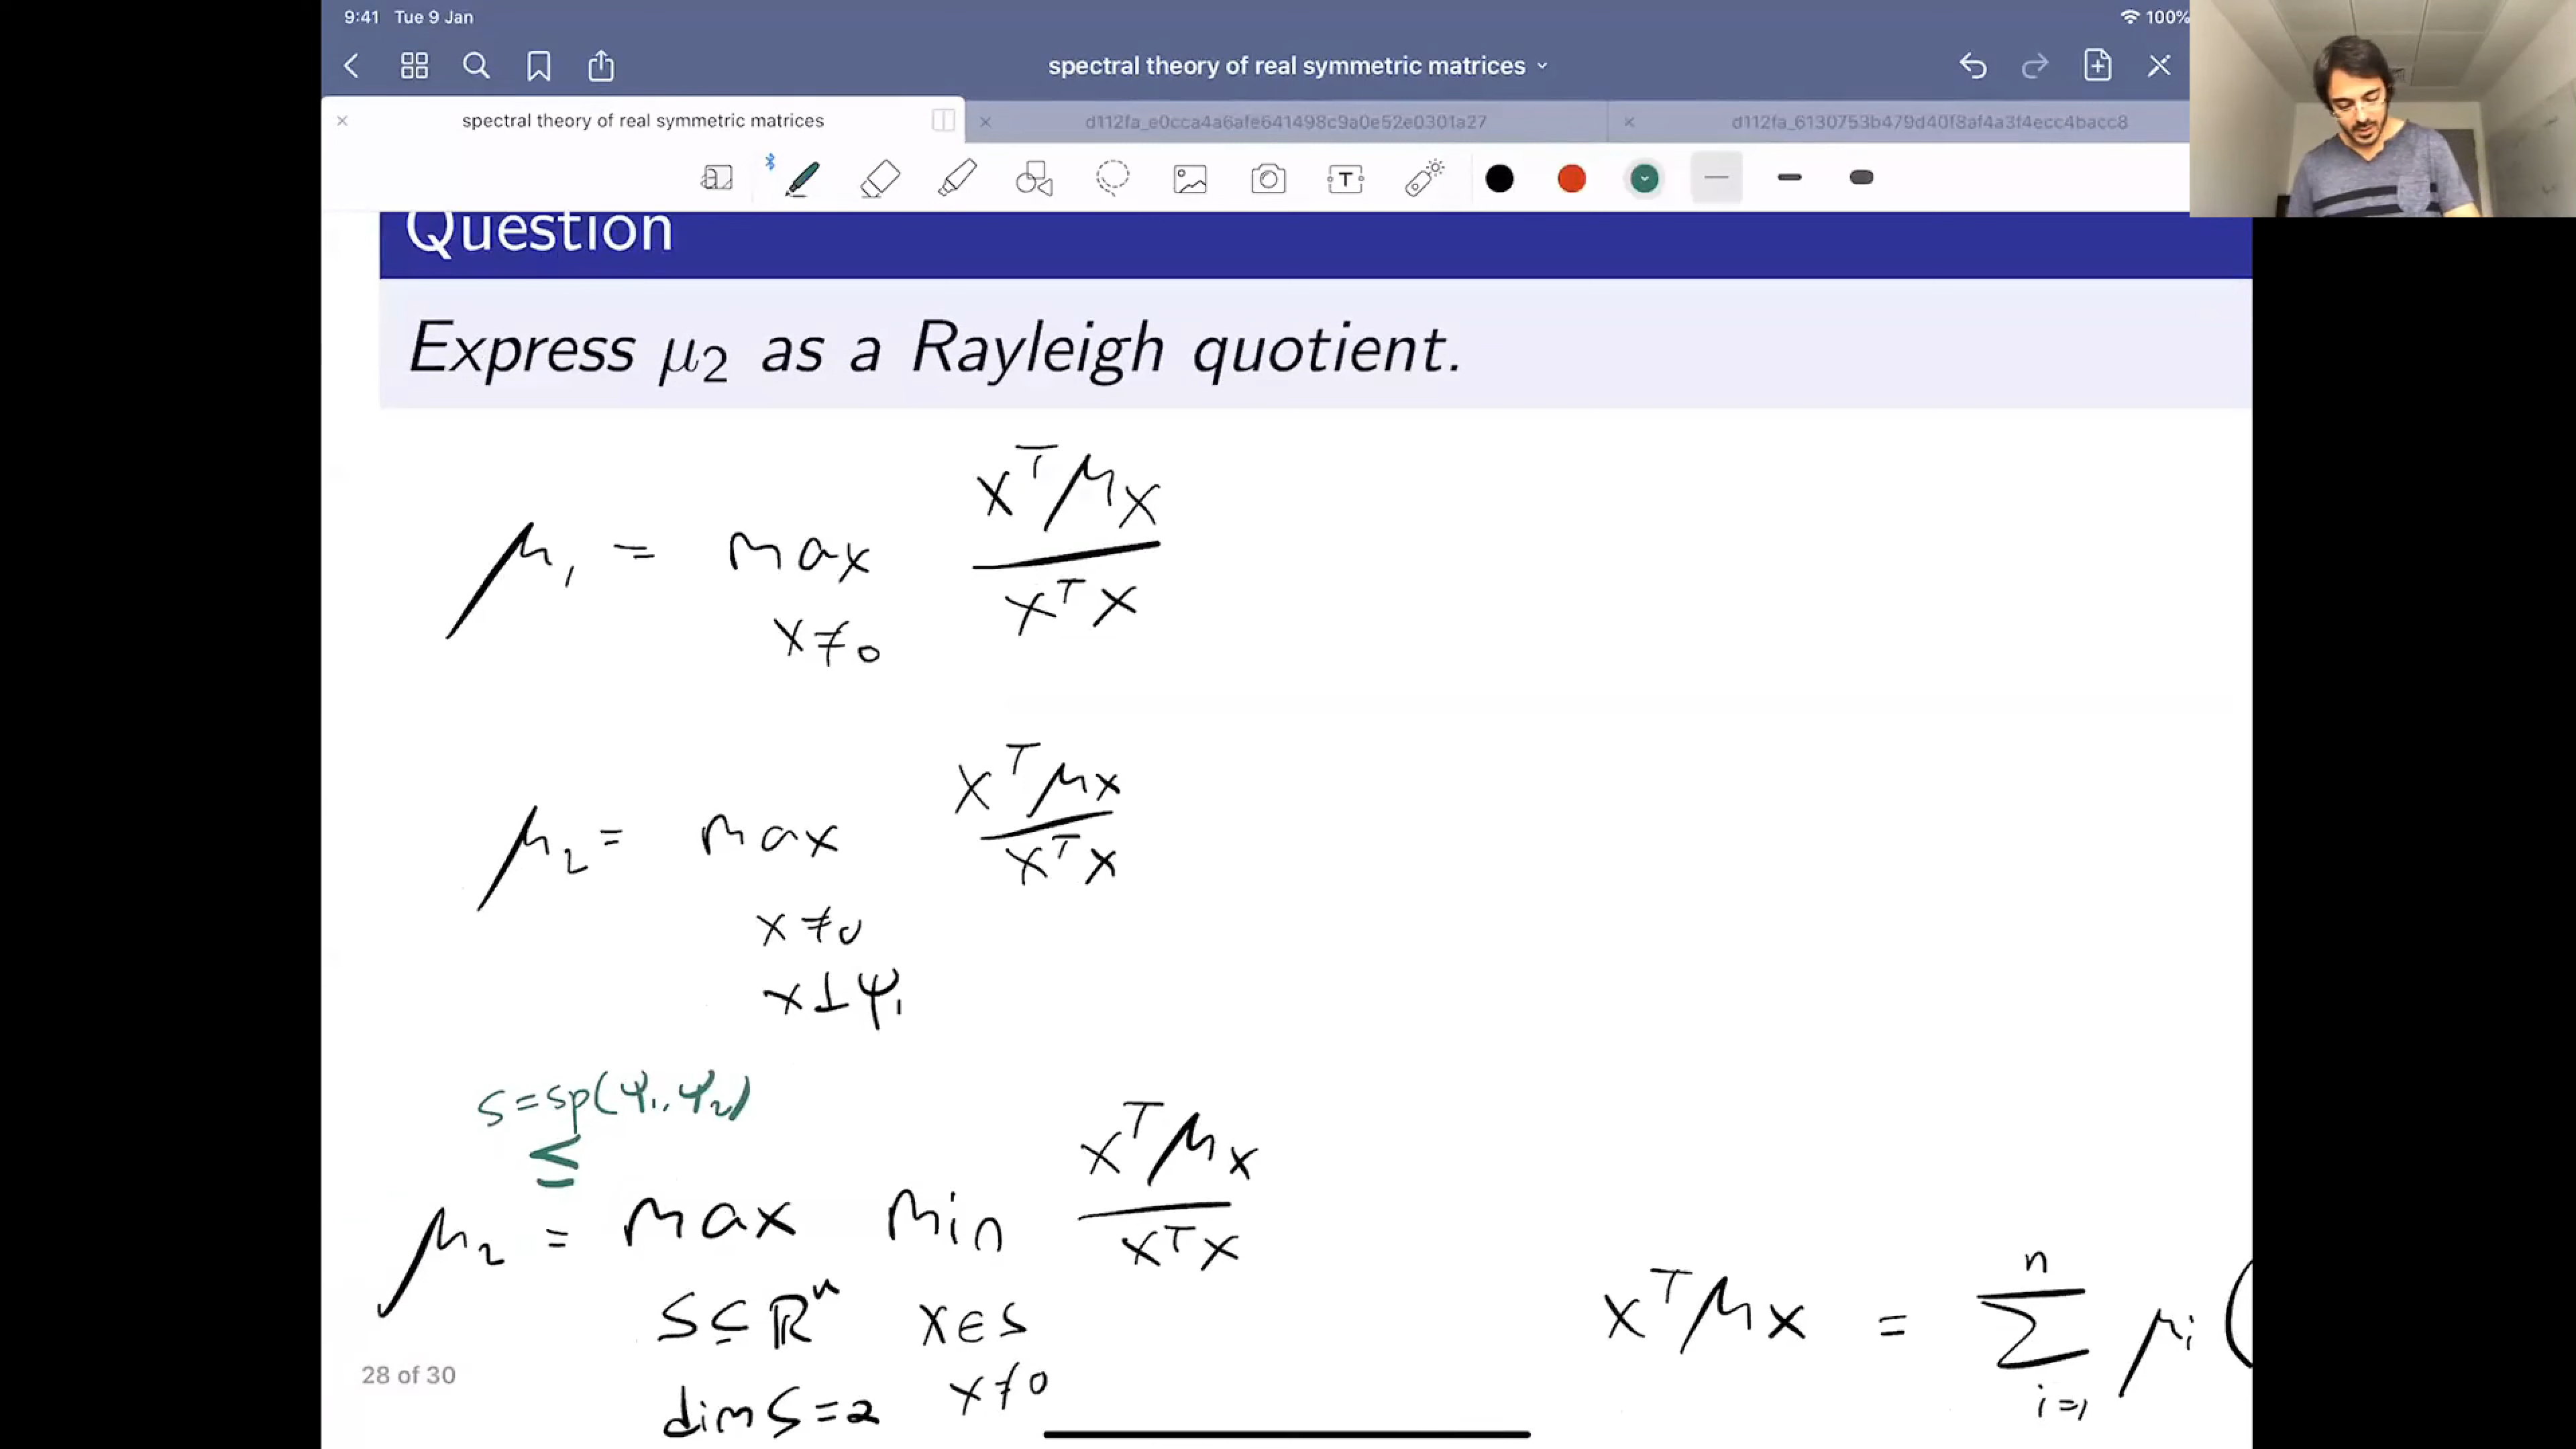 9:41 Tue 9 Jan 100%
spectral theory of real symmetric matrices
spectral theory of real symmetric matrices d112fa_e0cca4a6afe641498c9a0e52e0301a27 d112fa_6130753b479d40f8af4a3f4ecc4bacc8
Question
Express μ₂ as a Rayleigh quotient.
μ₁ = max xᵀMx / xᵀx
x≠0
μ₂ = max xᵀMx / xᵀx
x≠0
x⊥ψ₁
S=sp(ψ₁,ψ₂)
≤
μ₂ = max min xᵀMx / xᵀx
S⊆ℝⁿ x∈S
dim S=2 x≠0
xᵀMx = ∑ μᵢ (
n
i=1
28 of 30